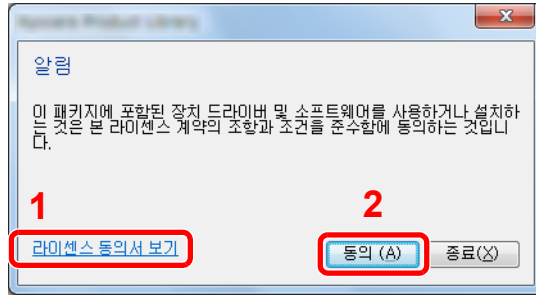 Kyocera Product Library
알림
이 패키지에 포함된 장치 드라이버 및 소프트웨어를 사용하거나 설치하
는 것은 본 라이센스 계약의 조항과 조건을 준수함에 동의하는 것입니
다.
1
2
라이센스 동의서 보기
동의 (A)
종료(X)